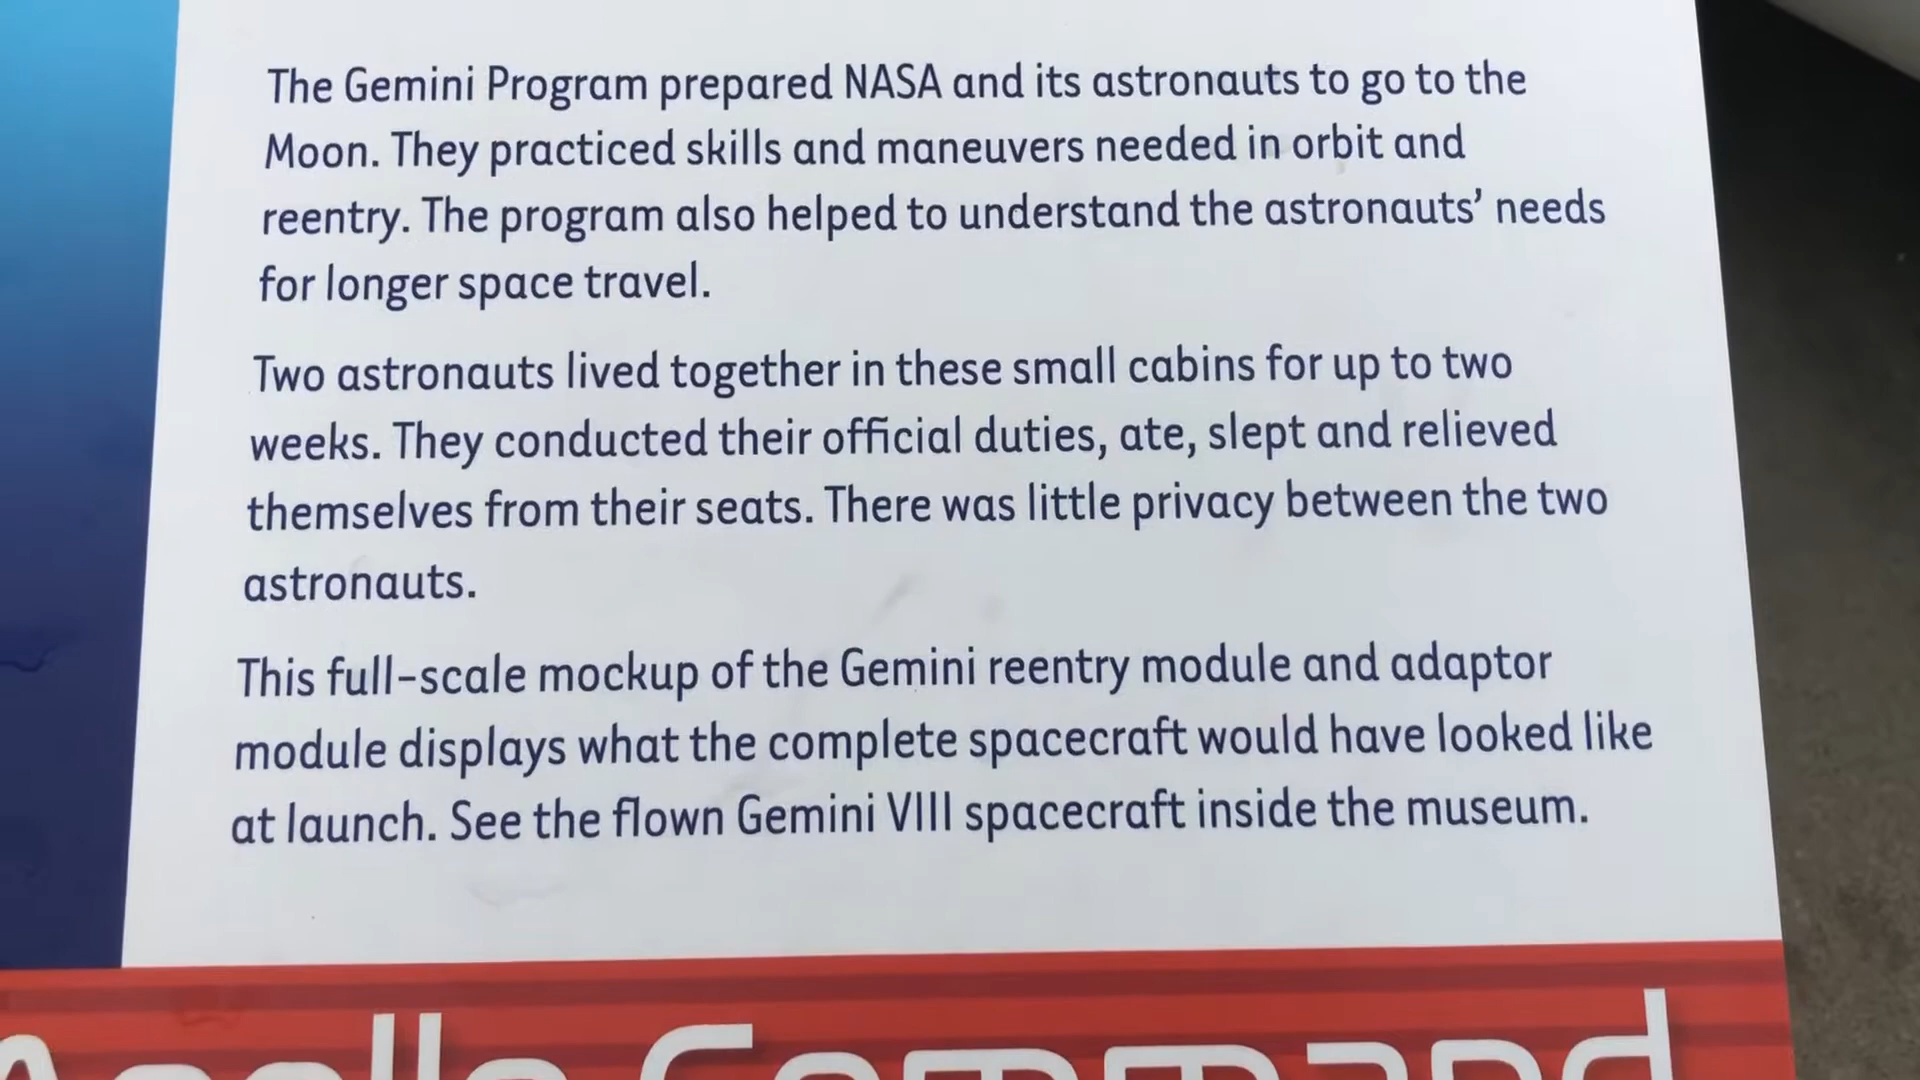 The Gemini Program prepared NASA and its astronauts to go to the
Moon. They practiced skills and maneuvers needed in orbit and
reentry. The program also helped to understand the astronauts’ needs
for longer space travel.
Two astronauts lived together in these small cabins for up to two
weeks. They conducted their official duties, ate, slept and relieved
themselves from their seats. There was little privacy between the two
astronauts.
This full-scale mockup of the Gemini reentry module and adaptor
module displays what the complete spacecraft would have looked like
at launch. See the flown Gemini VIII spacecraft inside the museum.
Apollo Command